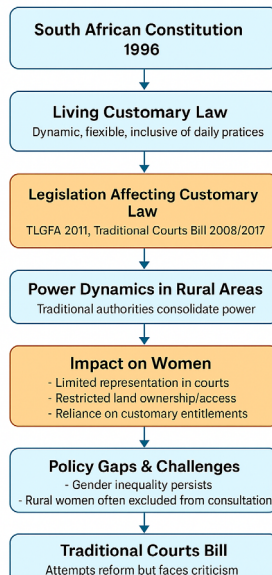 South African Constitution
1996
Living Customary Law
Dynamic, flexible, inclusive of daily pratices
Legislation Affecting Customary
Law
TLGFA 2011, Traditional Courts Bill 2008/2017
Power Dynamics in Rural Areas
Traditional authorities consolidate power
Impact on Women
- Limited representation in courts
- Restricted land ownership/access
- Reliance on customary entitlements
Policy Gaps & Challenges
- Gender inequality persists
- Rural women often excluded from consultation
Traditional Courts Bill
Attempts reform but faces criticism